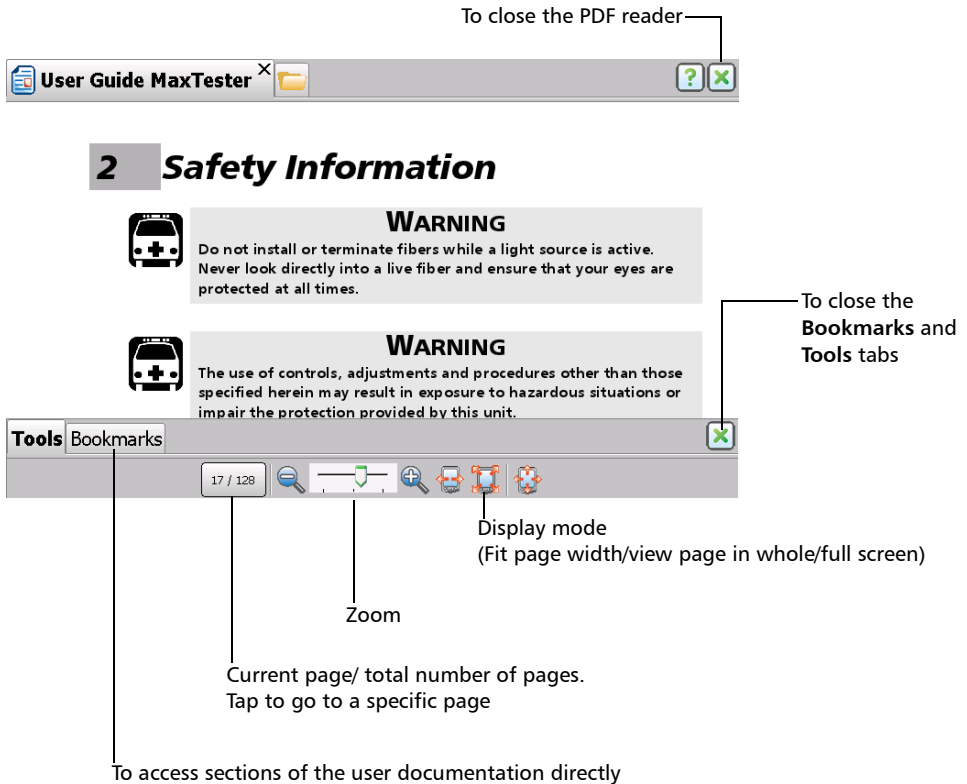 To close the PDF reader
User Guide MaxTester
2 Safety Information
WARNING
Do not install or terminate fibers while a light source is active.
Never look directly into a live fiber and ensure that your eyes are
protected at all times.
To close the
Bookmarks and
Tools tabs
WARNING
The use of controls, adjustments and procedures other than those
specified herein may result in exposure to hazardous situations or
impair the protection provided by this unit.
Tools Bookmarks
17 / 128
Display mode
(Fit page width/view page in whole/full screen)
Zoom
Current page/ total number of pages.
Tap to go to a specific page
To access sections of the user documentation directly